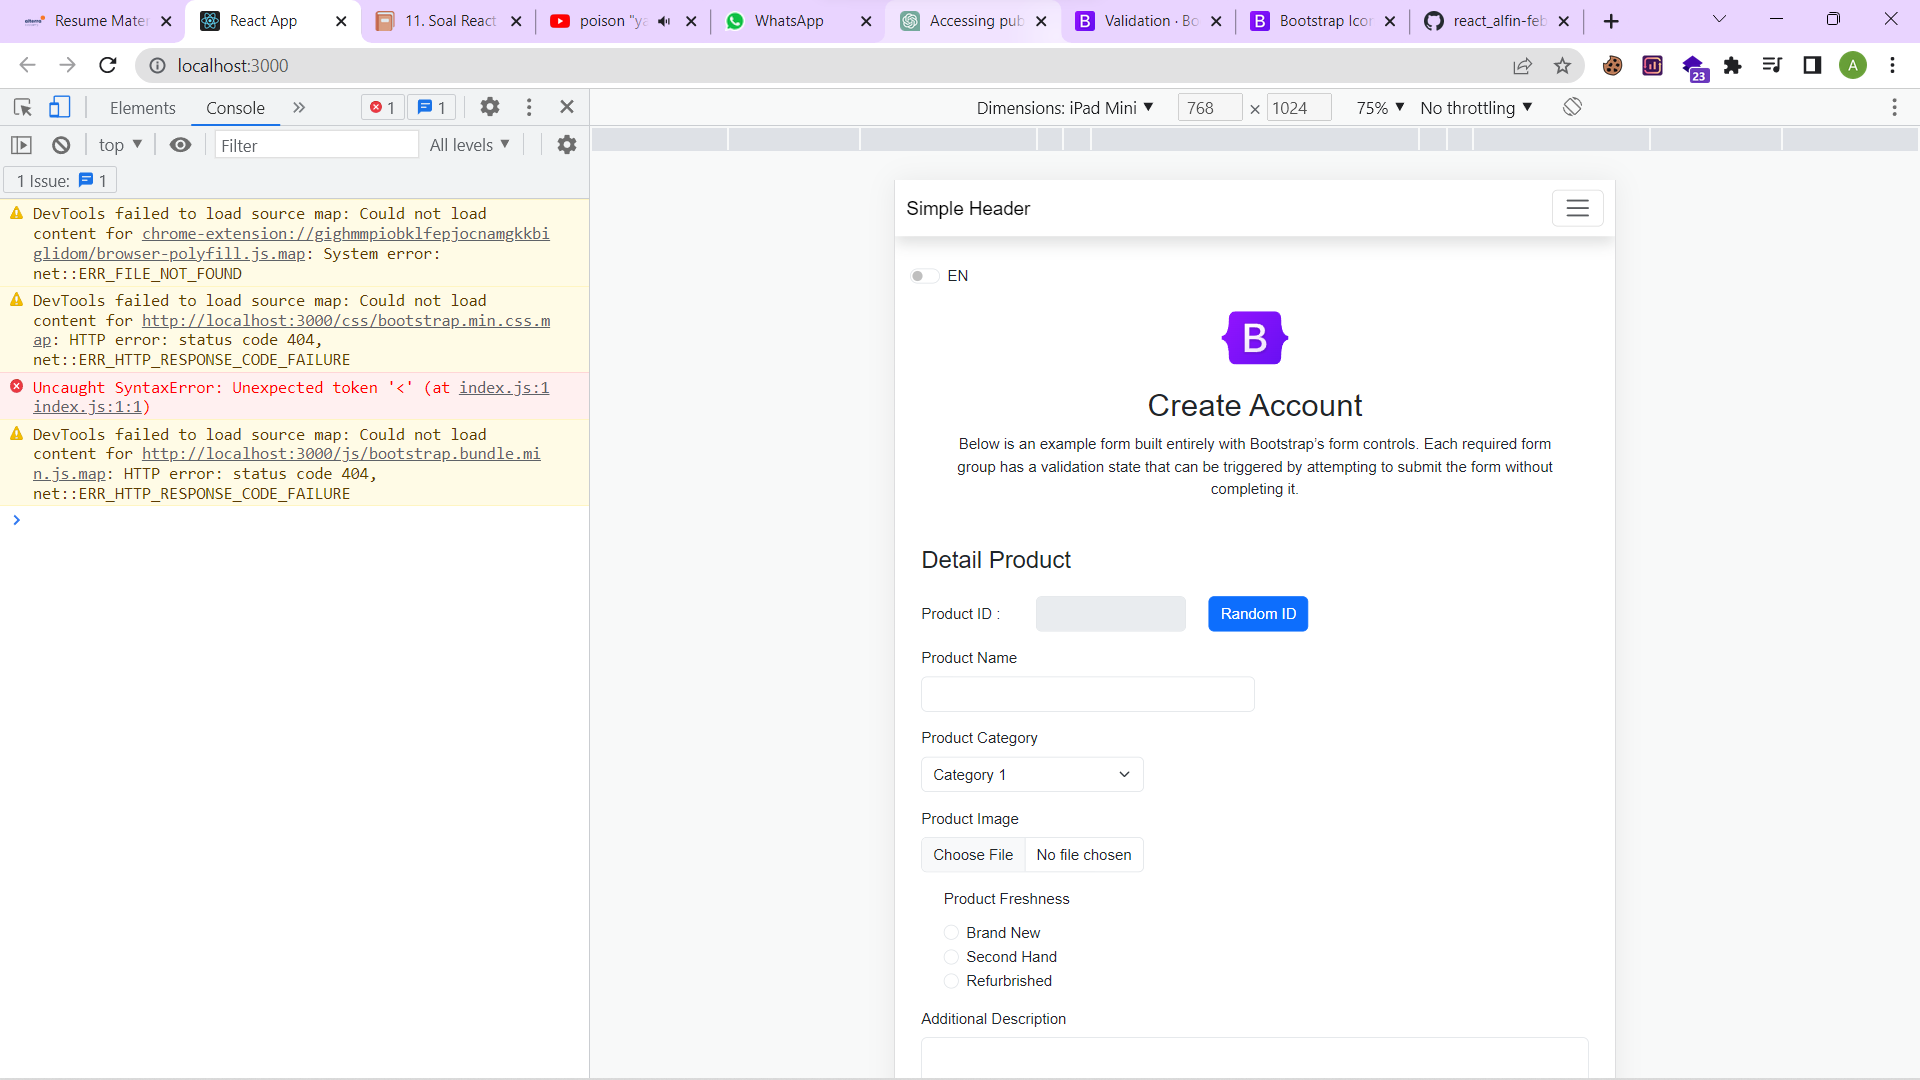 Resume Mater
React App
11. Soal React
poison "ya
WhatsApp
Accessing pub
Validation · Bo
Bootstrap Icon
react_alfin-feb
localhost:3000
23
A
Elements
Console
1
1
Dimensions: iPad Mini
768
×
1024
75%
No throttling
top
Filter
All levels
1 Issue:
1
DevTools failed to load source map: Could not load
content for chrome-extension://gighmmpiobklfepjocnamgkkbi
glidom/browser-polyfill.js.map: System error:
net::ERR_FILE_NOT_FOUND
DevTools failed to load source map: Could not load
content for http://localhost:3000/css/bootstrap.min.css.m
ap: HTTP error: status code 404,
net::ERR_HTTP_RESPONSE_CODE_FAILURE
Uncaught SyntaxError: Unexpected token '<' (at index.js:1
index.js:1:1)
DevTools failed to load source map: Could not load
content for http://localhost:3000/js/bootstrap.bundle.mi
n.js.map: HTTP error: status code 404,
net::ERR_HTTP_RESPONSE_CODE_FAILURE
Simple Header
EN
B
Create Account
Below is an example form built entirely with Bootstrap’s form controls. Each required form
group has a validation state that can be triggered by attempting to submit the form without
completing it.
Detail Product
Product ID :
Random ID
Product Name
Product Category
Category 1
Product Image
Choose File
No file chosen
Product Freshness
Brand New
Second Hand
Refurbrished
Additional Description